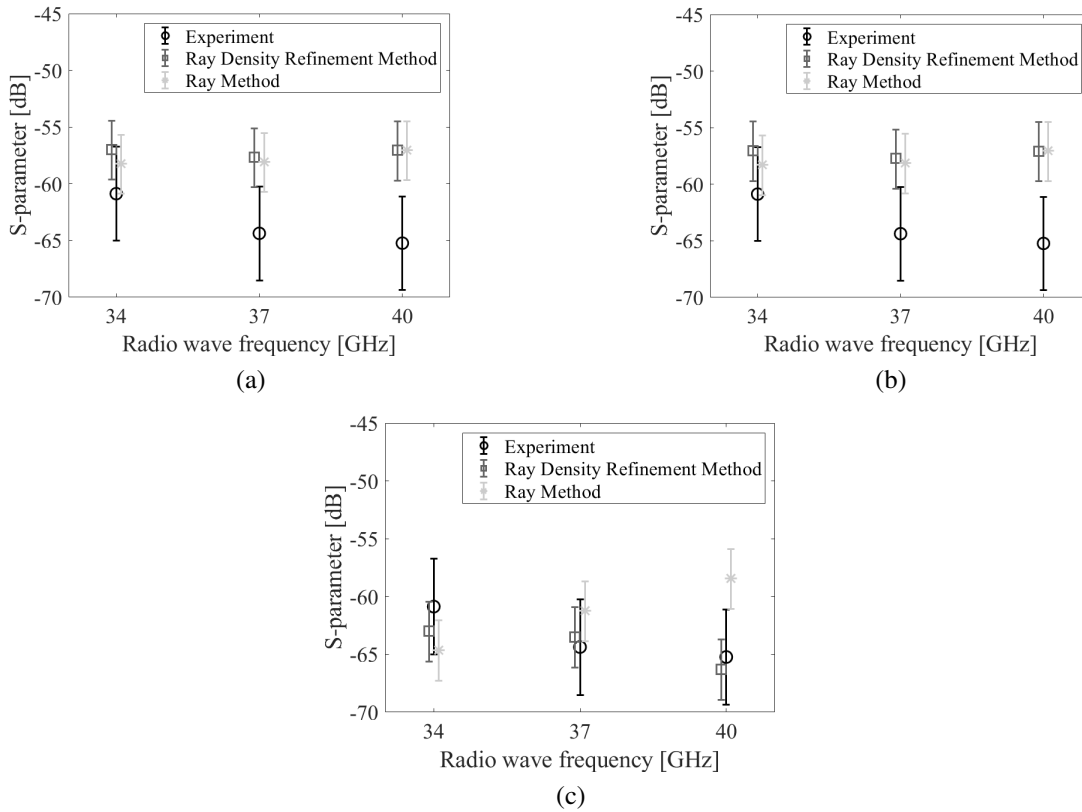 -45
-50
-55
-60
-65
-70
S-parameter [dB]
Experiment
Ray Density Refinement Method
Ray Method
34
37
40
Radio wave frequency [GHz]
(a)
-45
-50
-55
-60
-65
-70
S-parameter [dB]
Experiment
Ray Density Refinement Method
Ray Method
34
37
40
Radio wave frequency [GHz]
(b)
-45
-50
-55
-60
-65
-70
S-parameter [dB]
Experiment
Ray Density Refinement Method
Ray Method
34
37
40
Radio wave frequency [GHz]
(c)